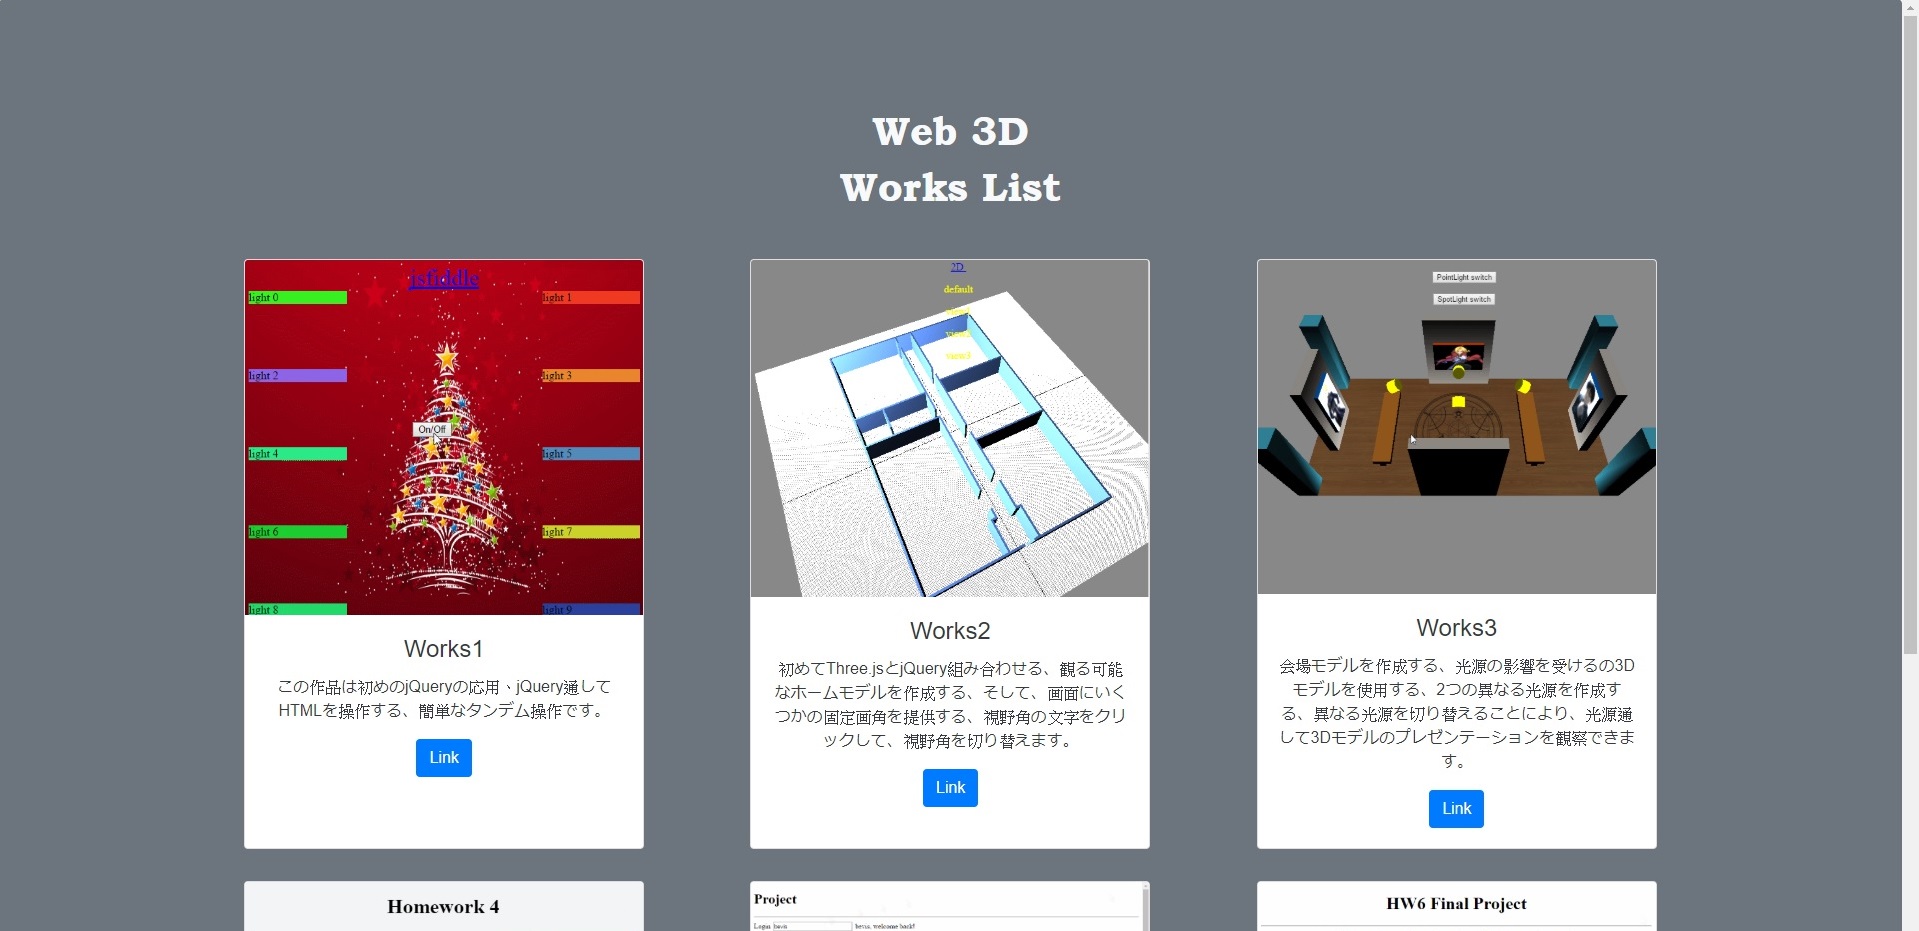 Web 3D
Works List
jsfiddle
light 0
light 1
light 2
light 3
On/Off
light 4
light 5
light 6
light 7
light 8
light 9
Works1
この作品は初めのjQueryの応用、jQuery通して
HTMLを操作する、簡単なタンデム操作です。
Link
2D
default
view2
view3
Works2
初めてThree.jsとjQuery組み合わせる、観る可能
なホームモデルを作成する、そして、画面にいく
つかの固定画角を提供する、視野角の文字をクリ
ックして、視野角を切り替えます。
Link
PointLight switch
SpotLight switch
Works3
会場モデルを作成する、光源の影響を受けるの3D
モデルを使用する、2つの異なる光源を作成す
る、異なる光源を切り替えることにより、光源通
して3Dモデルのプレゼンテーションを観察できま
す。
Link
Homework 4
Project
Login
, welcome back!
HW6 Final Project